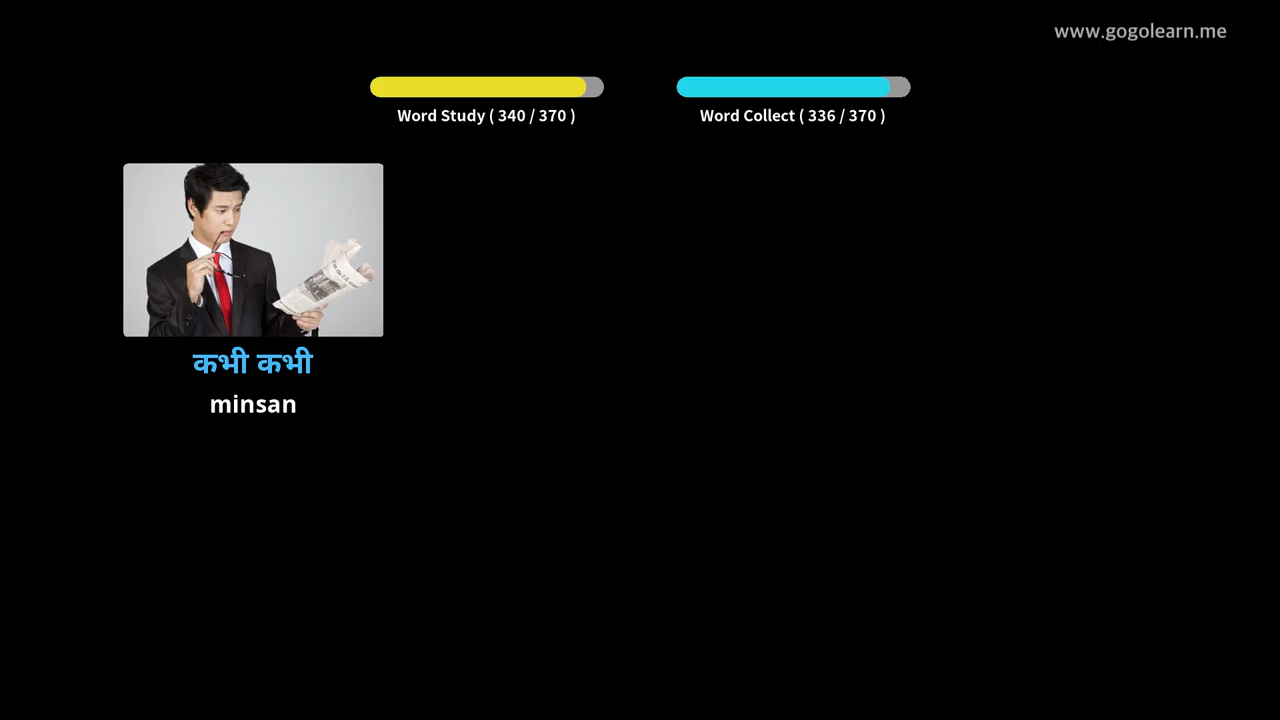 www.gogolearn.me
Word Study ( 340 / 370 )
Word Collect ( 336 / 370 )
कभी कभी
minsan